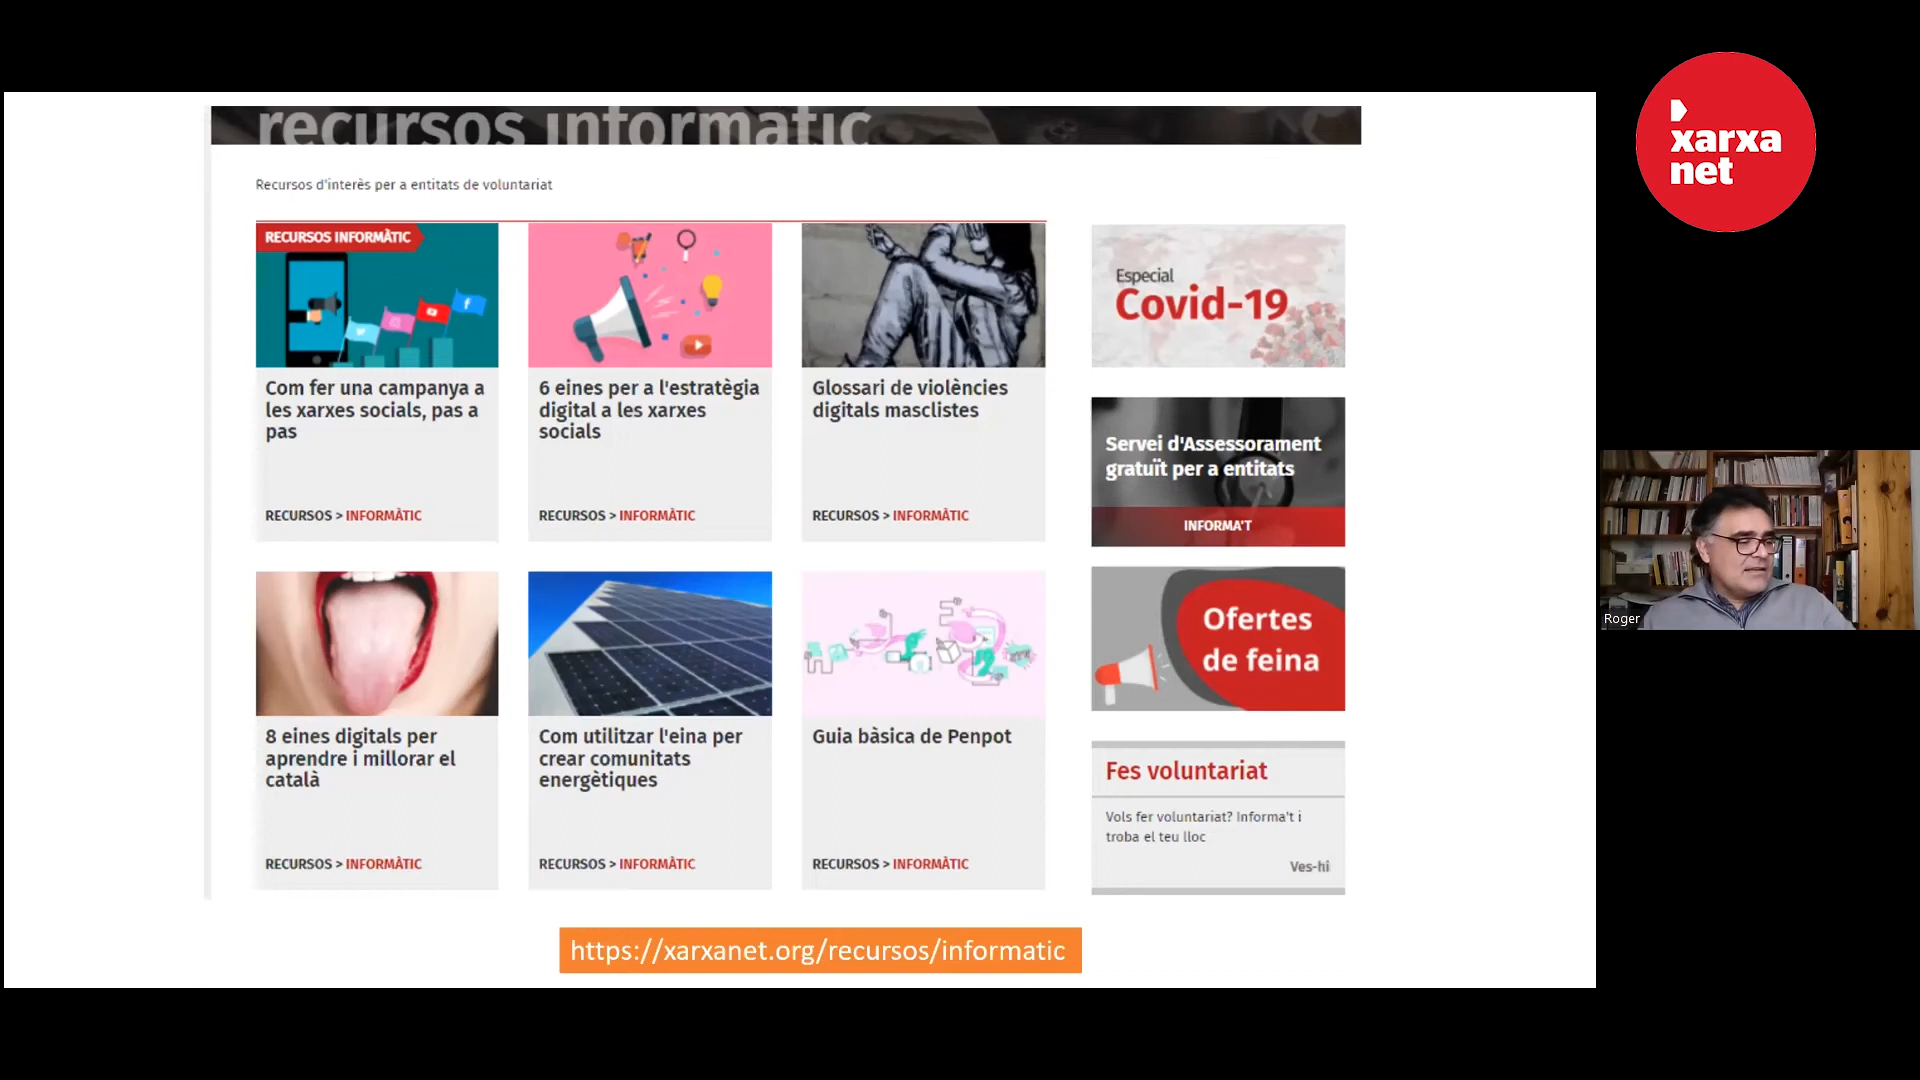 recursos informàtic
Recursos d'interès per a entitats de voluntariat
RECURSOS INFORMÀTIC
Com fer una campanya a
les xarxes socials, pas a
pas
RECURSOS > INFORMÀTIC
6 eines per a l'estratègia
digital a les xarxes
socials
RECURSOS > INFORMÀTIC
Glossari de violències
digitals masclistes
RECURSOS > INFORMÀTIC
8 eines digitals per
aprendre i millorar el
català
RECURSOS > INFORMÀTIC
Com utilitzar l'eina per
crear comunitats
energètiques
RECURSOS > INFORMÀTIC
Guia bàsica de Penpot
RECURSOS > INFORMÀTIC
Especial
Covid-19
Servei d'Assessorament
gratuït per a entitats
INFORMA'T
Ofertes
de feina
Fes voluntariat
Vols fer voluntariat? Informa't i
troba el teu lloc
Ves-hi
https://xarxanet.org/recursos/informatic
xarxa
net
Roger